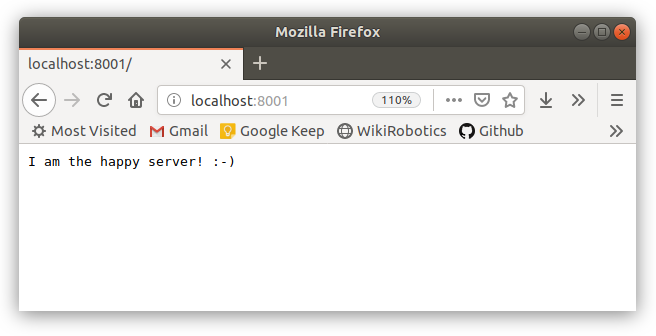 Mozilla Firefox
localhost:8001/
localhost:8001 110%
Most Visited Gmail Google Keep WikiRobotics Github
I am the happy server! :-)